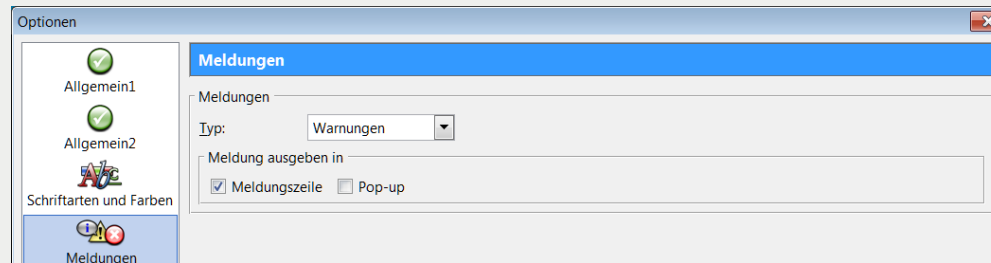 Optionen
Allgemein1
Allgemein2
Schriftarten und Farben
Meldungen
Meldungen
Meldungen
Typ: Warnungen
Meldung ausgeben in
Meldungszeile Pop-up